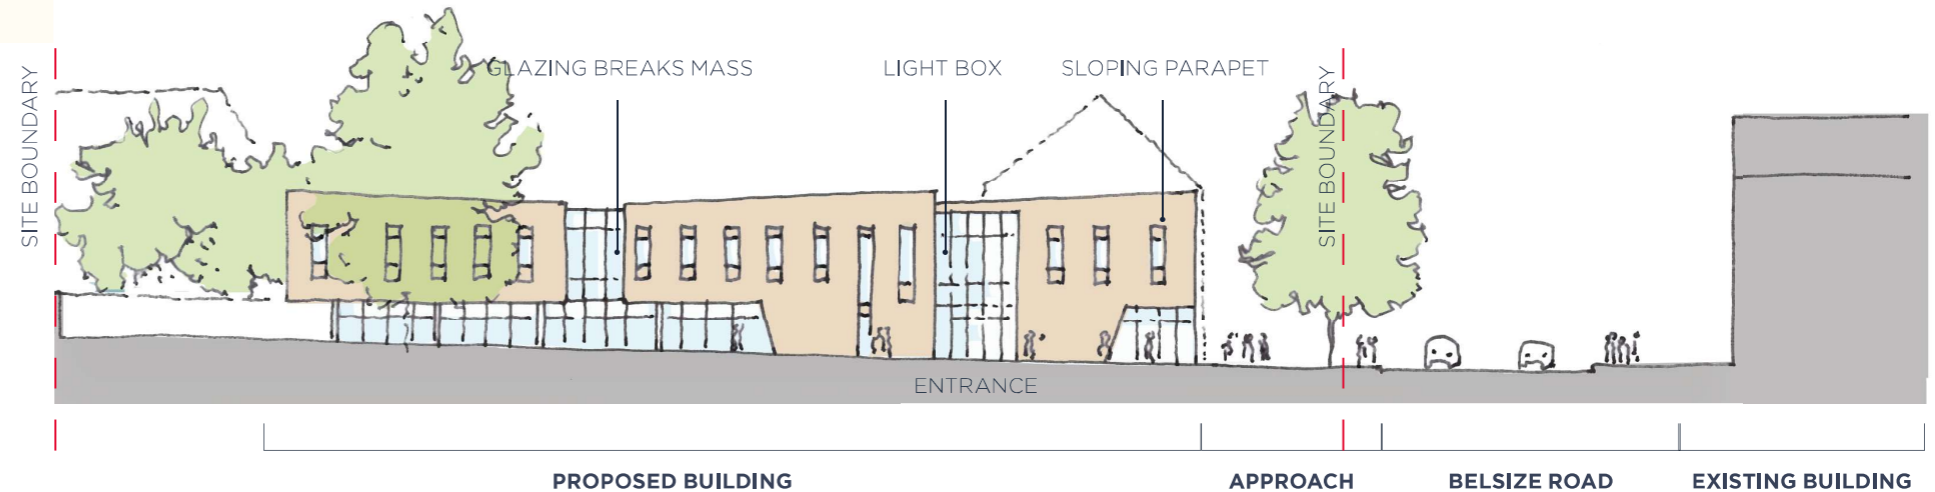 SITE BOUNDARY
GLAZING BREAKS MASS
LIGHT BOX
SLOPING PARAPET
SITE BOUNDARY
ENTRANCE
PROPOSED BUILDING
APPROACH
BELSIZE ROAD
EXISTING BUILDING